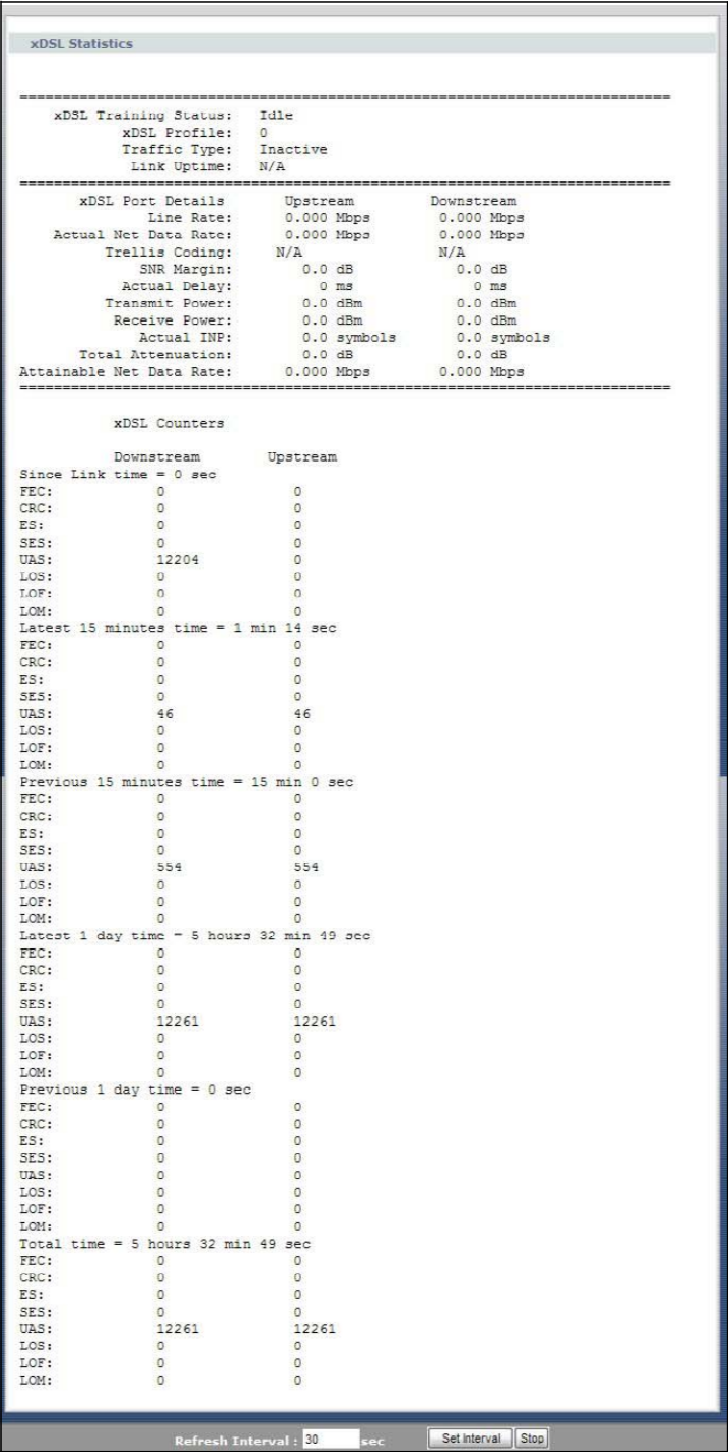 xDSL Statistics
============================================================================
xDSL Training Status: Idle
xDSL Profile: 0
Traffic Type: Inactive
Link Uptime: N/A
============================================================================
xDSL Port Details Upstream Downstream
Line Rate: 0.000 Mbps 0.000 Mbps
Actual Net Data Rate: 0.000 Mbps 0.000 Mbps
Trellis Coding: N/A N/A
SNR Margin: 0.0 dB 0.0 dB
Actual Delay: 0 ms 0 ms
Transmit Power: 0.0 dBm 0.0 dBm
Receive Power: 0.0 dBm 0.0 dBm
Actual INP: 0.0 symbols 0.0 symbols
Total Attenuation: 0.0 dB 0.0 dB
Attainable Net Data Rate: 0.000 Mbps 0.000 Mbps
============================================================================
xDSL Counters
Downstream Upstream
Since Link time = 0 sec
FEC: 0 0
CRC: 0 0
ES: 0 0
SES: 0 0
UAS: 12204 0
LOS: 0 0
LOF: 0 0
LOM: 0 0
Latest 15 minutes time = 1 min 14 sec
FEC: 0 0
CRC: 0 0
ES: 0 0
SES: 0 0
UAS: 46 46
LOS: 0 0
LOF: 0 0
LOM: 0 0
Previous 15 minutes time = 15 min 0 sec
FEC: 0 0
CRC: 0 0
ES: 0 0
SES: 0 0
UAS: 554 554
LOS: 0 0
LOF: 0 0
LOM: 0 0
Latest 1 day time = 5 hours 32 min 49 sec
FEC: 0 0
CRC: 0 0
ES: 0 0
SES: 0 0
UAS: 12261 12261
LOS: 0 0
LOF: 0 0
LOM: 0 0
Previous 1 day time = 0 sec
FEC: 0 0
CRC: 0 0
ES: 0 0
SES: 0 0
UAS: 0 0
LOS: 0 0
LOF: 0 0
LOM: 0 0
Total time = 5 hours 32 min 49 sec
FEC: 0 0
CRC: 0 0
ES: 0 0
SES: 0 0
UAS: 12261 12261
LOS: 0 0
LOF: 0 0
LOM: 0 0
Refresh Interval : 30 sec Set Interval Stop